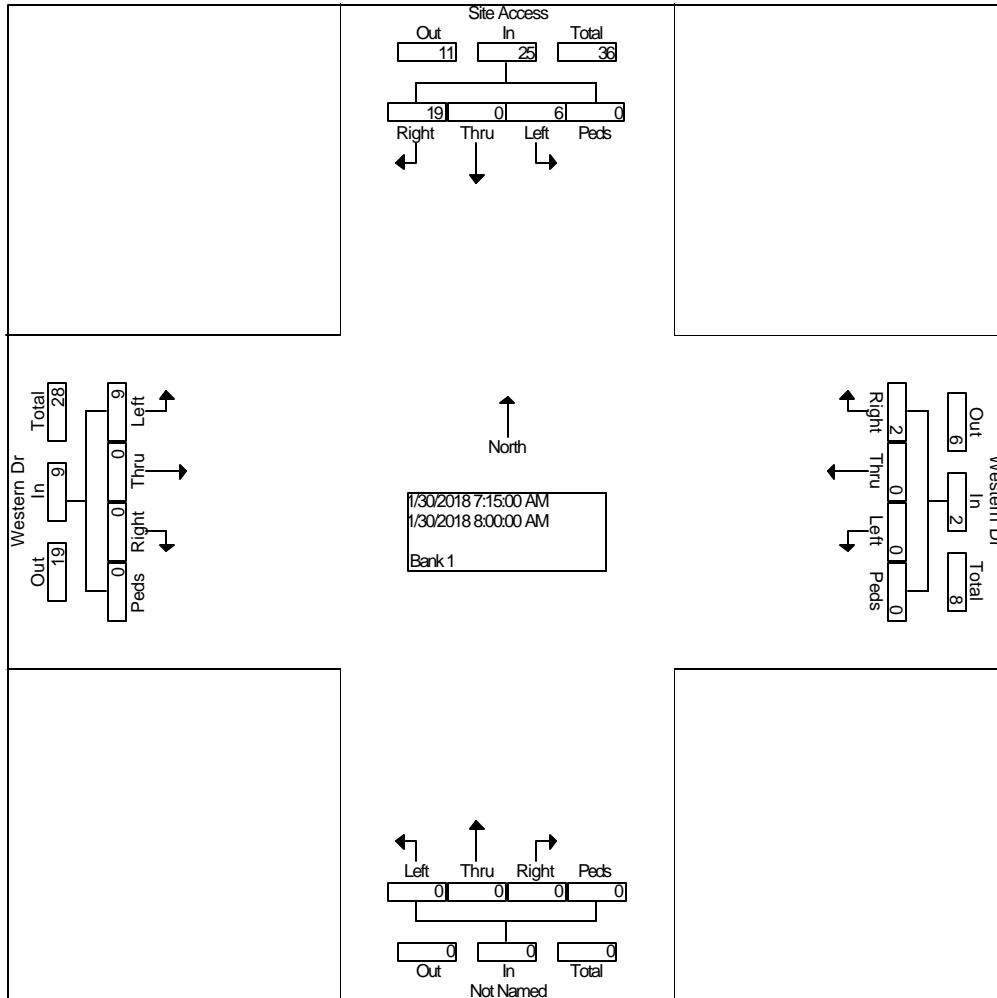 Site Access
Out In Total
11 25 36
19 0 6 0
Right Thru Left Peds
Western Dr
Total In Out
28 9 19
9 0 0 0
Left Thru Right Peds
North
1/30/2018 7:15:00 AM
1/30/2018 8:00:00 AM
Bank 1
Right Thru Left Peds
2 0 0 0
Out In Total
6 2 8
Western Dr
Left Thru Right Peds
0 0 0 0
0 0 0
Out In Total
Not Named